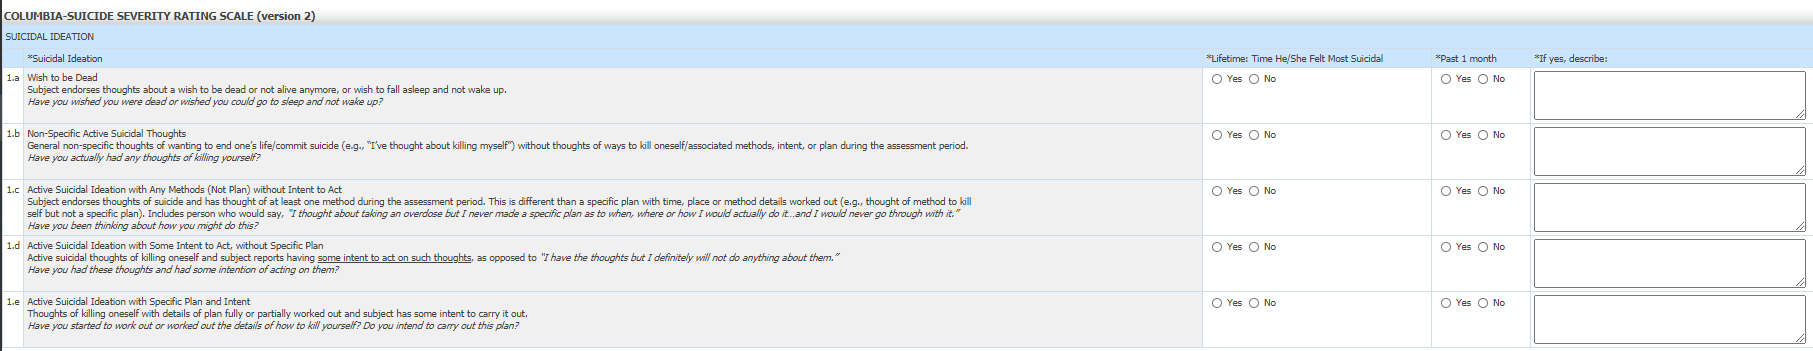 COLUMBIA-SUICIDE SEVERITY RATING SCALE (version 2)
SUICIDAL IDEATION
*Suicidal Ideation *Lifetime: Time He/She Felt Most Suicidal *Past 1 month *If yes, describe:
1.a Wish to be Dead Yes No Yes No
Subject endorses thoughts about a wish to be dead or not alive anymore, or wish to fall asleep and not wake up.
Have you wished you were dead or wished you could go to sleep and not wake up?
1.b Non-Specific Active Suicidal Thoughts Yes No Yes No
General non-specific thoughts of wanting to end one's life/commit suicide (e.g., "I've thought about killing myself") without thoughts of ways to kill oneself/associated methods, intent, or plan during the assessment period.
Have you actually had any thoughts of killing yourself?
1.c Active Suicidal Ideation with Any Methods (Not Plan) without Intent to Act Yes No Yes No
Subject endorses thoughts of suicide and has thought of at least one method during the assessment period. This is different than a specific plan with time, place or method details worked out (e.g., thought of method to kill
self but not a specific plan). Includes person who would say, "I thought about taking an overdose but I never made a specific plan as to when, where or how I would actually do it...and I would never go through with it."
Have you been thinking about how you might do this?
1.d Active Suicidal Ideation with Some Intent to Act, without Specific Plan Yes No Yes No
Active suicidal thoughts of killing oneself and subject reports having some intent to act on such thoughts, as opposed to "I have the thoughts but I definitely will not do anything about them."
Have you had these thoughts and had some intention of acting on them?
1.e Active Suicidal Ideation with Specific Plan and Intent Yes No Yes No
Thoughts of killing oneself with details of plan fully or partially worked out and subject has some intent to carry it out.
Have you started to work out or worked out the details of how to kill yourself? Do you intend to carry out this plan?